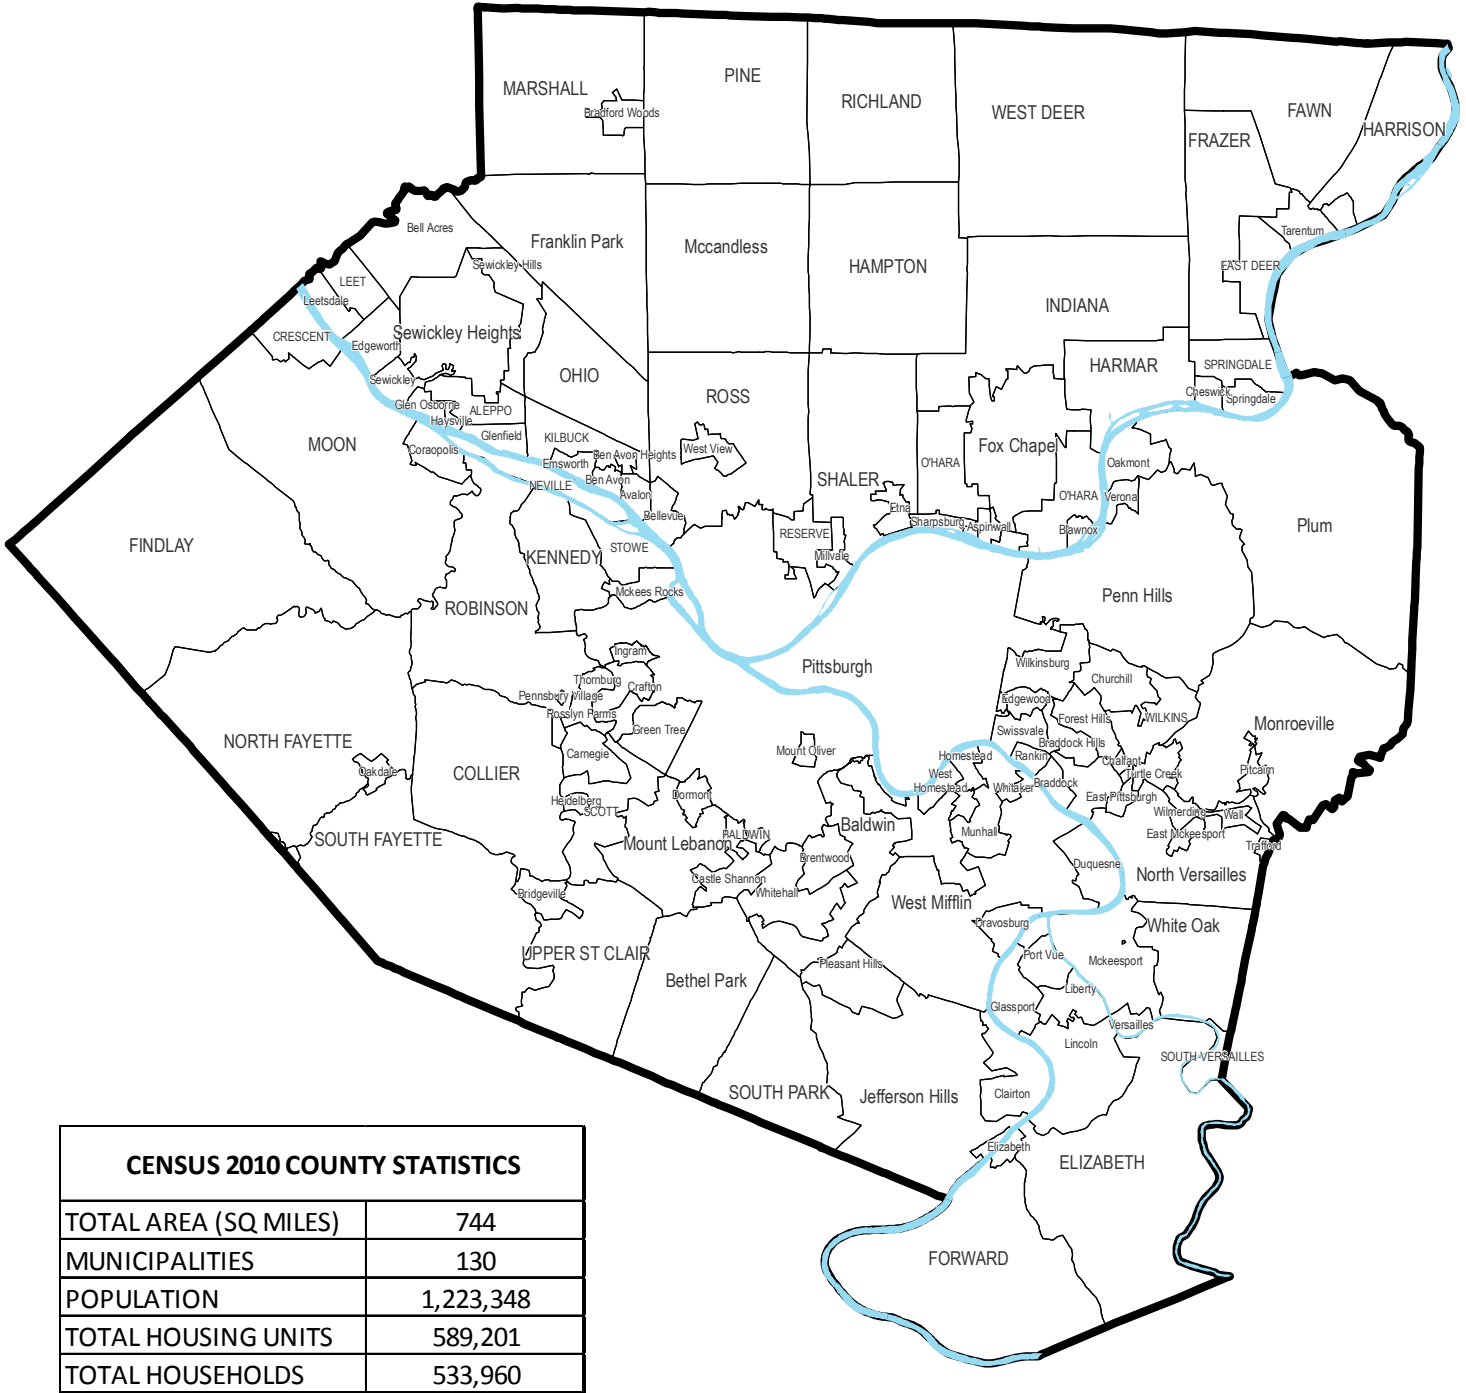 PINE
MARSHALL
Bradford Woods
RICHLAND
WEST DEER
FAWN
HARRISON
FRAZER
Bell Acres
Franklin Park
Mccandless
HAMPTON
Tarentum
EAST DEER
Sewickley Hills
LEET
Leetsdale
INDIANA
CRESCENT
Edgeworth
Sewickley Heights
Sewickley
OHIO
ROSS
HARMAR
SPRINGDALE
Cheswick
Springdale
Glen Osborne
Haysville
ALEPPO
Glenfield
KILBUCK
MOON
Coraopolis
Emsworth
Ben Avon Heights
Ben Avon
West View
Fox Chapel
O'HARA
Oakmont
NEVILLE
Avalon
SHALER
O'HARA
Verona
Bellevue
Etna
Sharpsburg
Aspinwall
Blawnox
Plum
FINDLAY
KENNEDY
STOWE
RESERVE
Millvale
Mckees Rocks
Penn Hills
ROBINSON
Ingram
Pittsburgh
Wilkinsburg
Thornburg
Crafton
Churchill
Pennsbury Village
Rosslyn Farms
Edgewood
Forest Hills
WILKINS
Monroeville
NORTH FAYETTE
Green Tree
Swissvale
Carnegie
Mount Oliver
Braddock Hills
Homestead
Rankin
Chalfant
Oakdale
COLLIER
West
Homestead
Whitaker
Braddock
Turtle Creek
Pitcairn
Heidelberg
SCOTT
Dormont
East Pittsburgh
Wilmerding
Wall
SOUTH FAYETTE
Mount Lebanon
BALDWIN
Baldwin
Munhall
East Mckeesport
Trafford
Brentwood
Castle Shannon
Whitehall
Duquesne
North Versailles
Bridgeville
West Mifflin
Dravosburg
White Oak
UPPER ST CLAIR
Bethel Park
Pleasant Hills
Port Vue
Mckeesport
Liberty
Glassport
Versailles
Lincoln
SOUTH VERSAILLES
SOUTH PARK
Jefferson Hills
Clairton
Elizabeth
ELIZABETH
FORWARD
CENSUS 2010 COUNTY STATISTICS
TOTAL AREA (SQ MILES) 744
MUNICIPALITIES 130
POPULATION 1,223,348
TOTAL HOUSING UNITS 589,201
TOTAL HOUSEHOLDS 533,960